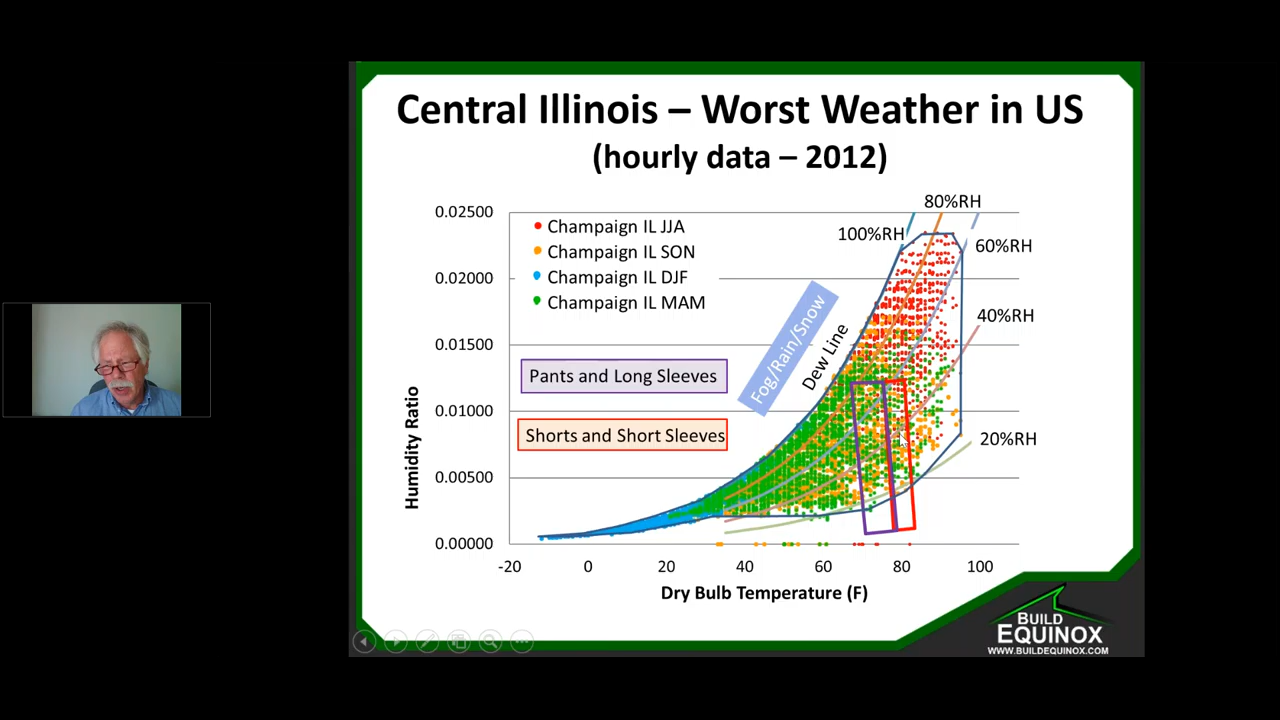 Central Illinois – Worst Weather in US
(hourly data – 2012)
Humidity Ratio
0.02500
0.02000
0.01500
0.01000
0.00500
0.00000
-20
0
20
40
60
80
100
Dry Bulb Temperature (F)
Champaign IL JJA
Champaign IL SON
Champaign IL DJF
Champaign IL MAM
Pants and Long Sleeves
Shorts and Short Sleeves
Fog/Rain/Snow
Dew Line
100%RH
80%RH
60%RH
40%RH
20%RH
BUILD
EQUINOX
WWW.BUILDEQUINOX.COM